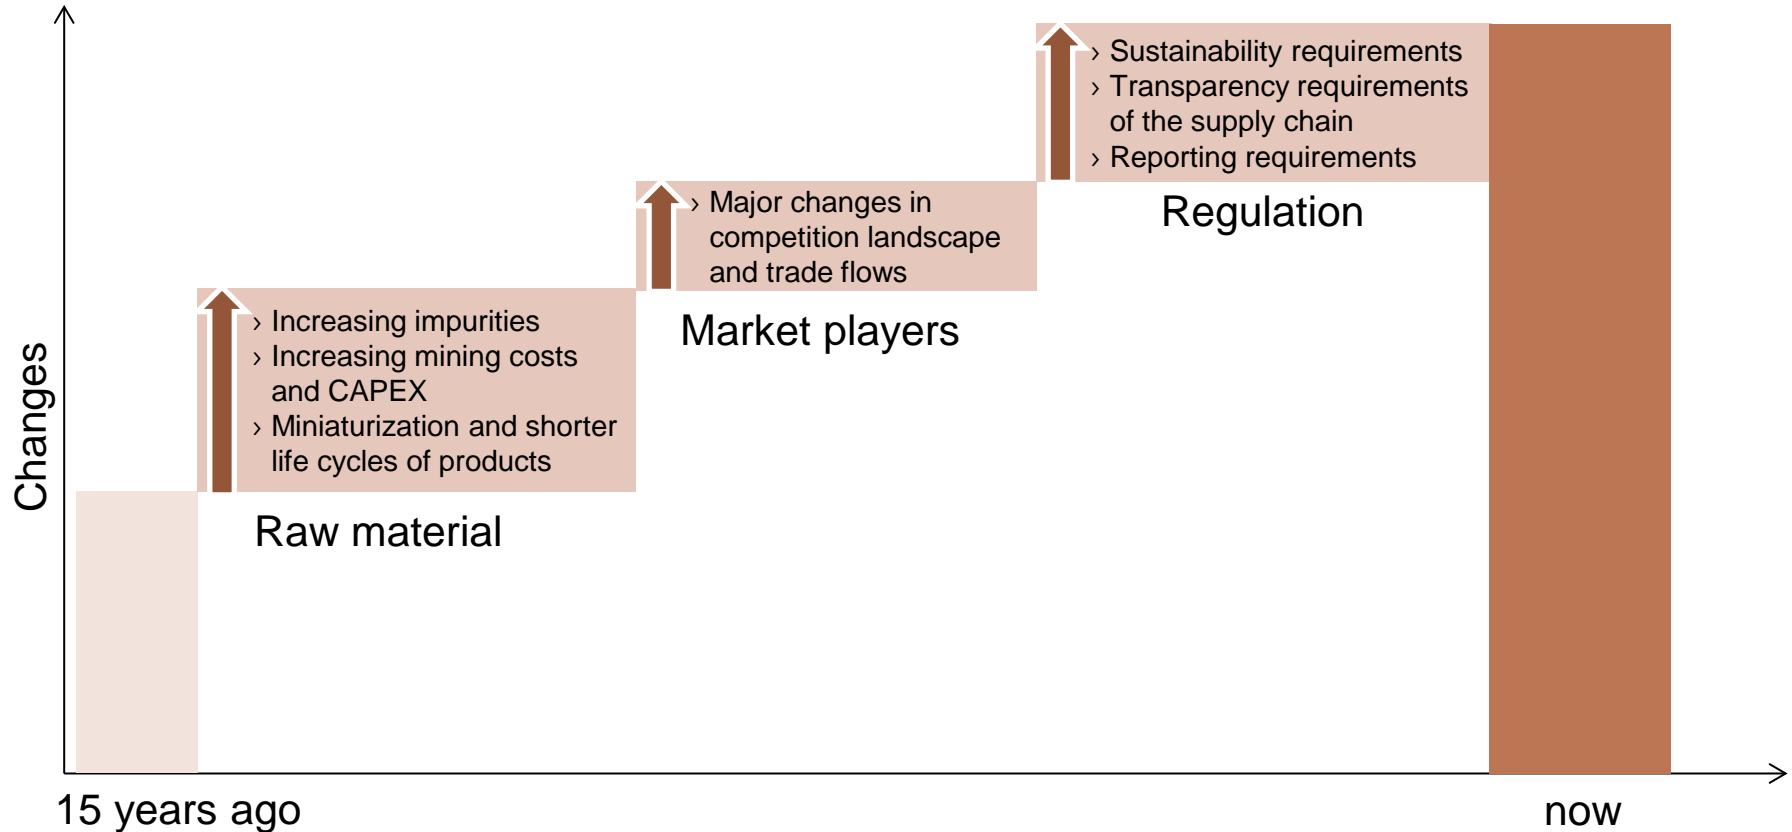 Changes
› Sustainability requirements
› Transparency requirements
of the supply chain
› Reporting requirements
Regulation
› Major changes in
competition landscape
and trade flows
Market players
› Increasing impurities
› Increasing mining costs
and CAPEX
› Miniaturization and shorter
life cycles of products
Raw material
15 years ago
now